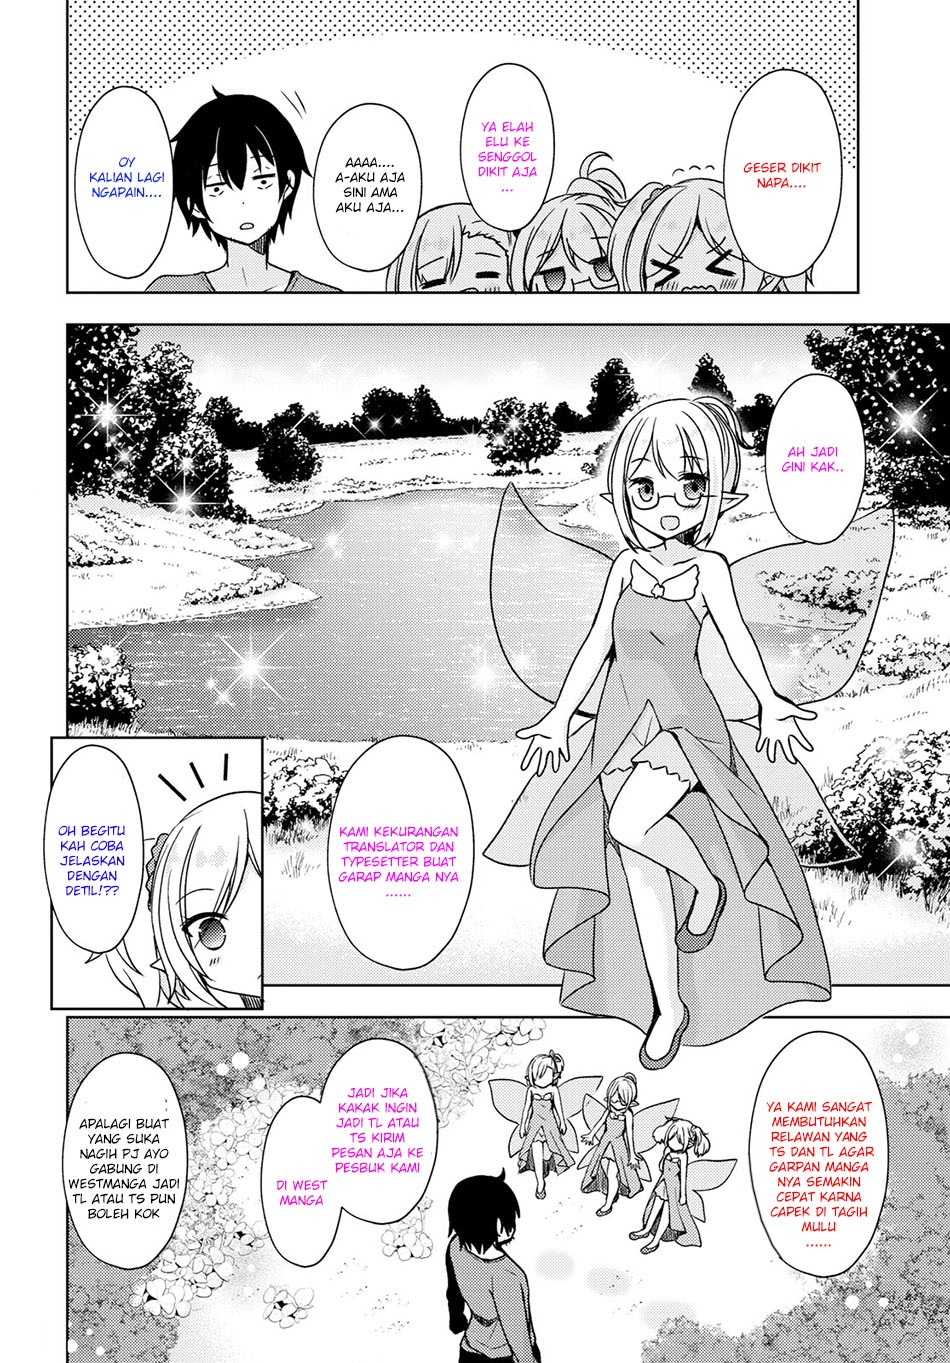 GESER DIKIT
NAPA....
YA ELAH
ELU KE
SENGGOL
DIKIT AJA
...
AAAA....
A-AKU AJA
SINI AMA
AKU AJA...
OY
KALIAN LAGI
NGAPAIN....
AH JADI
GINI KAK..
KAMI KEKURANGAN
TRANSLATOR DAN
TYPESETTER BUAT
GARAP MANGA NYA
......
OH BEGITU
KAH COBA
JELASKAN
DENGAN
DETIL!??
YA KAMI SANGAT
MEMBUTUHKAN
RELAWAN YANG
TS DAN TL AGAR
GARPAN MANGA
NYA SEMAKIN
CEPAT KARNA
CAPEK DI TAGIH
MULU
......
JADI JIKA
KAKAK INGIN
JADI TL ATAU
TS KIRIM
PESAN AJA KE
PESBUK KAMI
DI WEST
MANGA
APALAGI BUAT
YANG SUKA
NAGIH PJ AYO
GABUNG DI
WESTMANGA JADI
TL ATAU TS PUN
BOLEH KOK